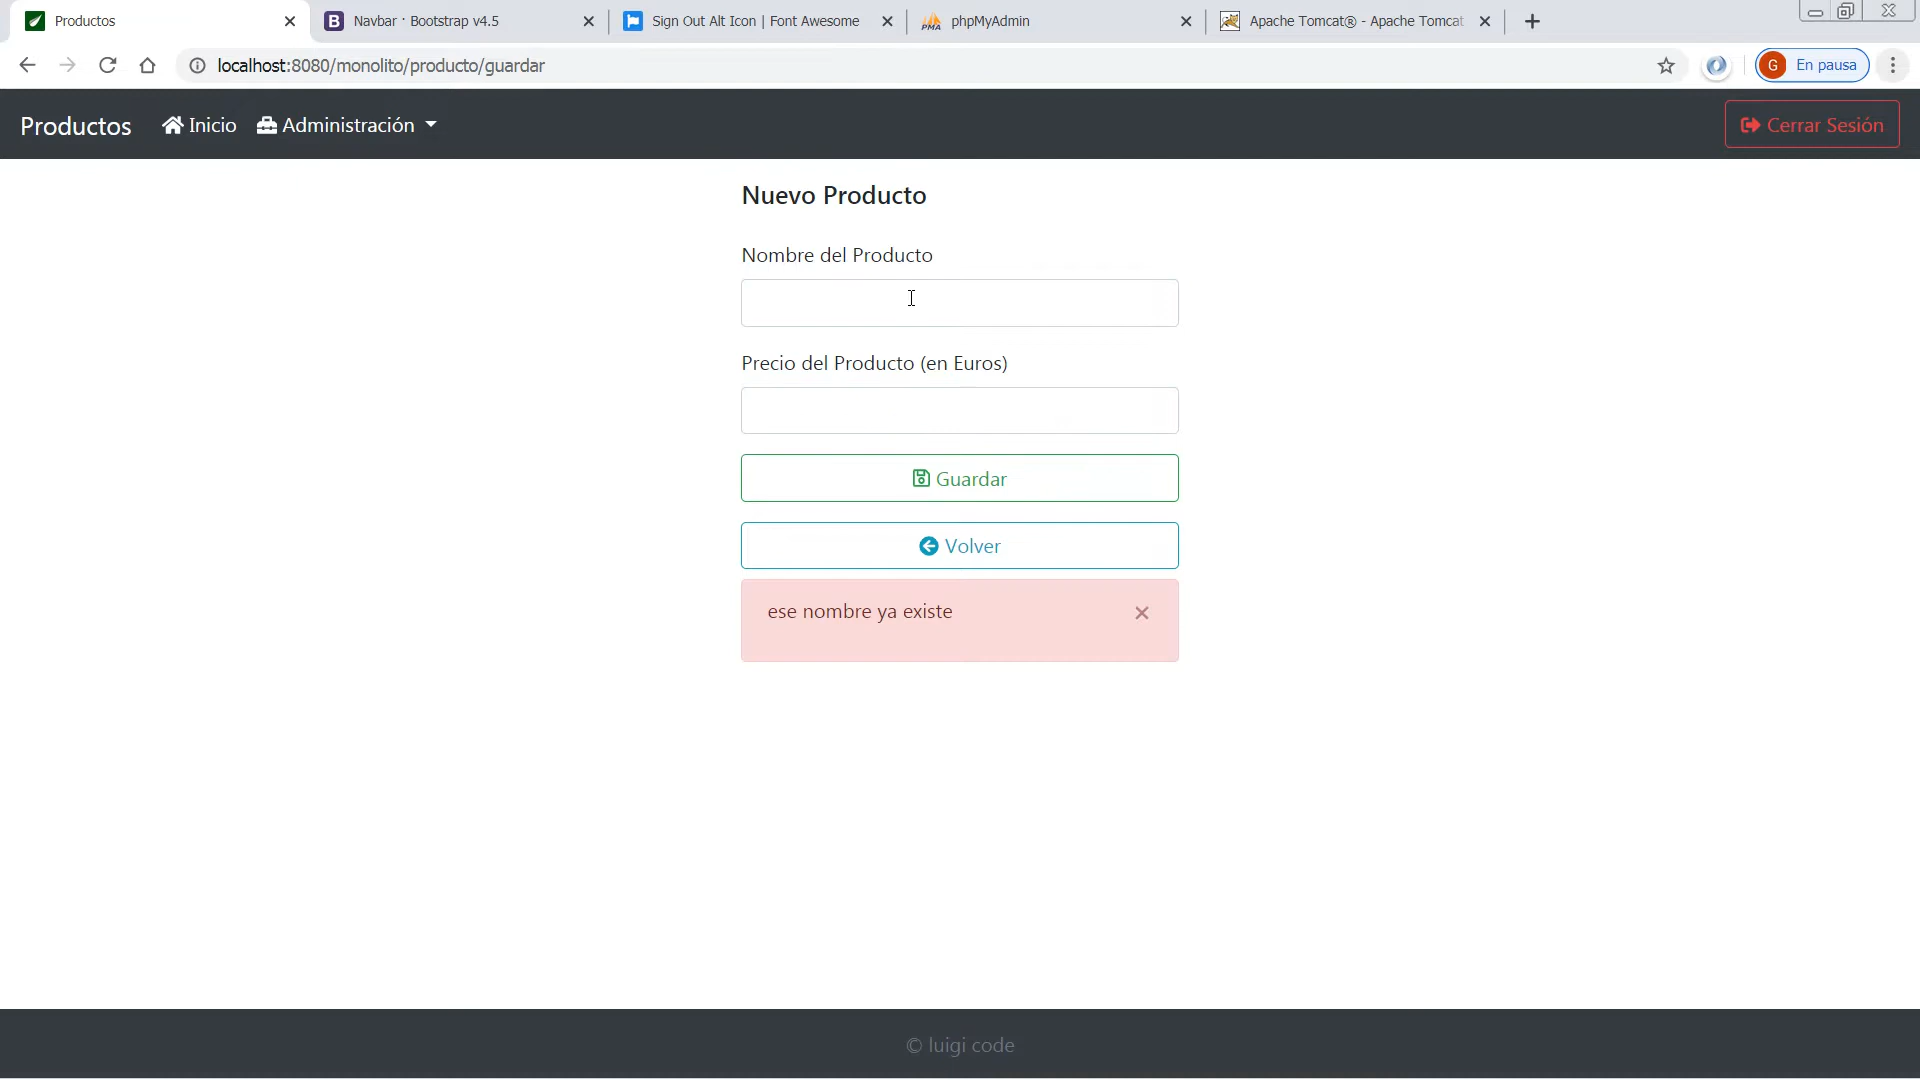 Productos
Navbar · Bootstrap v4.5
Sign Out Alt Icon | Font Awesome
phpMyAdmin
Apache Tomcat® - Apache Tomcat
localhost:8080/monolito/producto/guardar
G En pausa
Productos Inicio Administración
Cerrar Sesión
Nuevo Producto
Nombre del Producto
Precio del Producto (en Euros)
Guardar
Volver
ese nombre ya existe
© luigi code